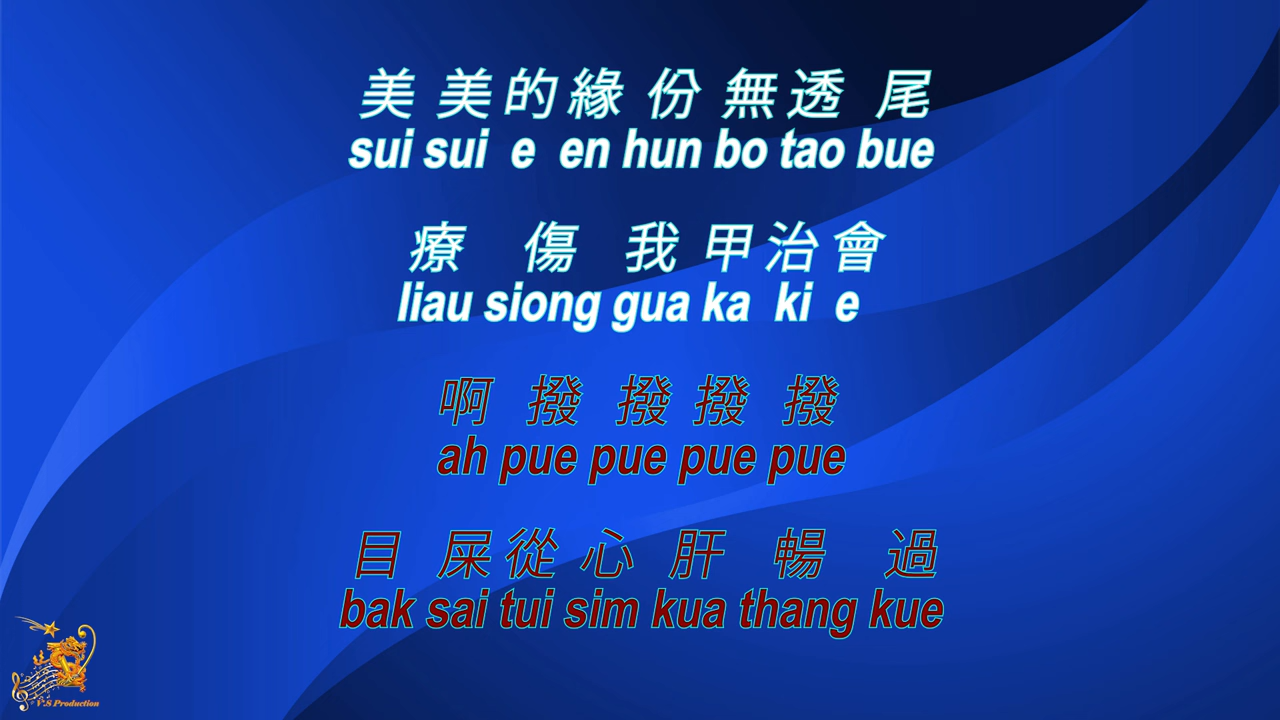 美美的緣份無透尾
sui sui e en hun bo tao bue
療傷我甲治會
liau siong gua ka ki e
啊撥撥撥撥
ah pue pue pue pue
目屎從心肝暢過
bak sai tui sim kua thang kue
V.S Production